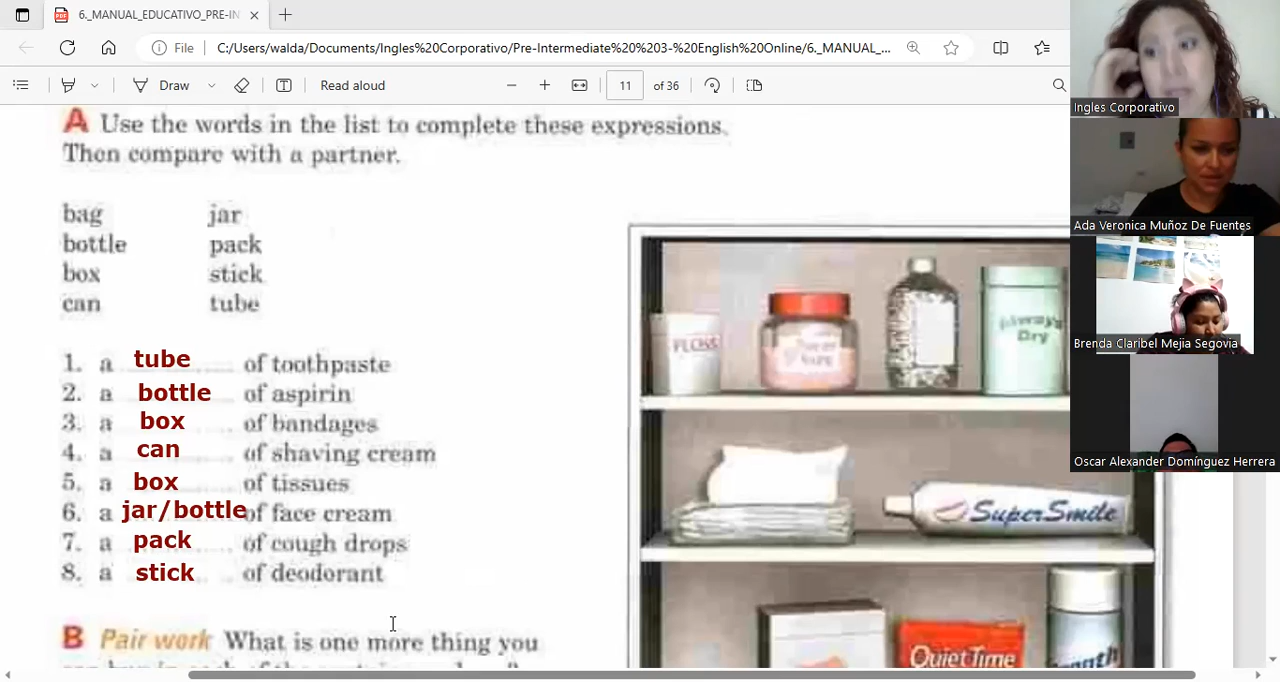 6._MANUAL_EDUCATIVO_PRE-IN
File
C:/Users/walda/Documents/Ingles%20Corporativo/Pre-Intermediate%20%203-%20English%20Online/6._MANUAL_...
Draw
Read aloud
11
of 36
A Use the words in the list to complete these expressions.
Then compare with a partner.
bag jar
bottle pack
box stick
can tube
1. a tube of toothpaste
2. a bottle of aspirin
3. a box of bandages
4. a can of shaving cream
5. a box of tissues
6. a jar/bottle of face cream
7. a pack of cough drops
8. a stick of deodorant
B Pair work What is one more thing you
FLOSS
Always
Dry
SuperSmile
QuietTime
Ingles Corporativo
Ada Veronica Muñoz De Fuentes
Brenda Claribel Mejia Segovia
Oscar Alexander Domínguez Herrera